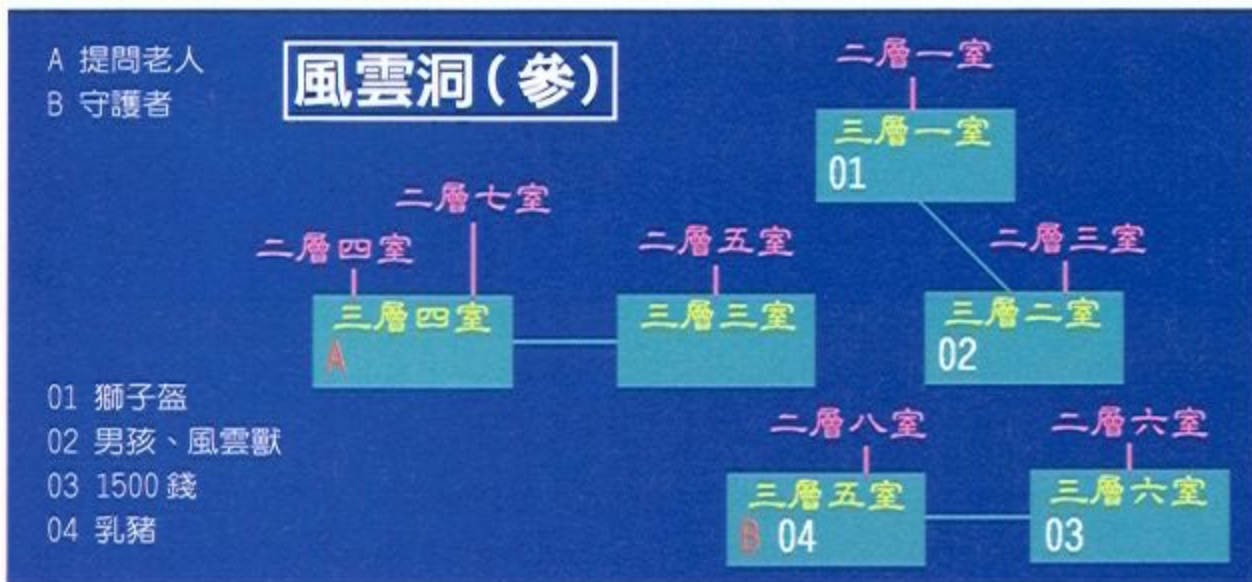 A 提問老人
B 守護者
風雲洞(參)
二層一室
三層一室
01
二層七室
二層四室
二層五室
二層三室
三層四室
A
三層三室
三層二室
02
01 獅子盔
02 男孩、風雲獸
03 1500錢
04 乳豬
二層八室
二層六室
三層五室
B 04
三層六室
03